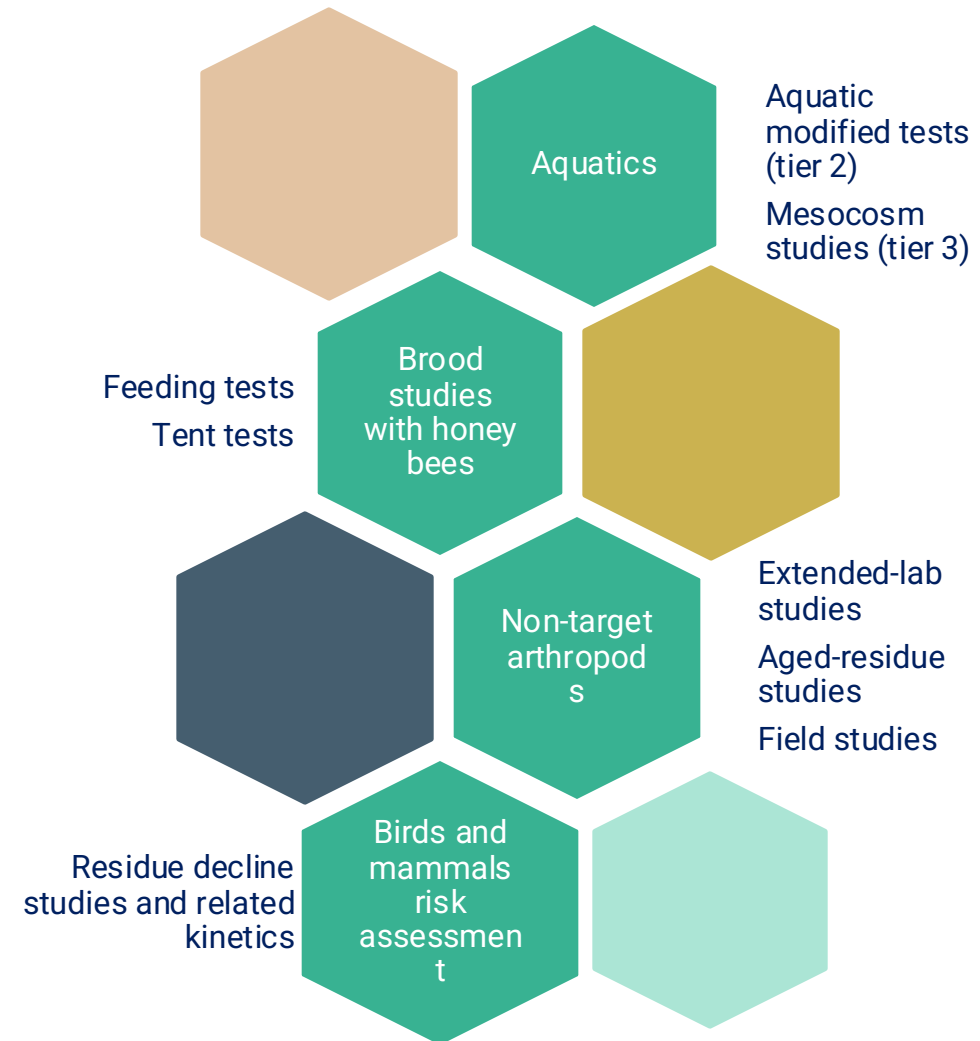 Aquatics
Aquatic
modified tests
(tier 2)
Mesocosm
studies (tier 3)
Feeding tests
Tent tests
Brood
studies
with honey
bees
Non-target
arthropod
s
Extended-lab
studies
Aged-residue
studies
Field studies
Residue decline
studies and related
kinetics
Birds and
mammals
risk
assessmen
t